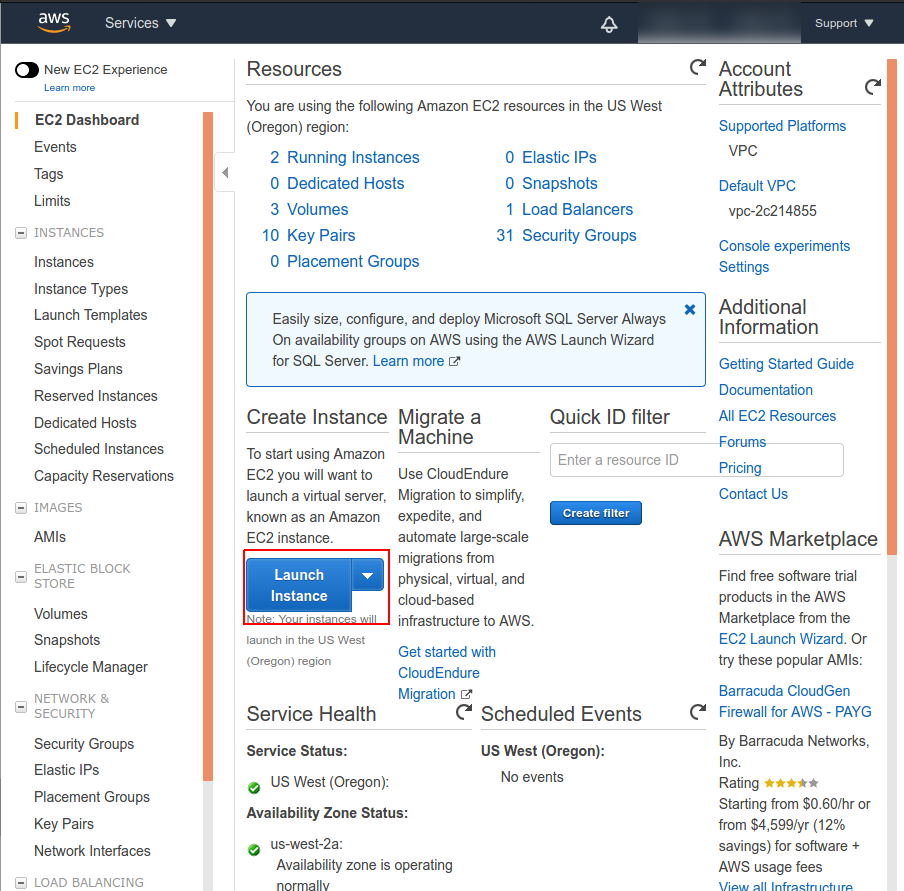 aws
Services
Support
New EC2 Experience
Learn more
EC2 Dashboard
Events
Tags
Limits
INSTANCES
Instances
Instance Types
Launch Templates
Spot Requests
Savings Plans
Reserved Instances
Dedicated Hosts
Scheduled Instances
Capacity Reservations
IMAGES
AMIs
ELASTIC BLOCK
STORE
Volumes
Snapshots
Lifecycle Manager
NETWORK &
SECURITY
Security Groups
Elastic IPs
Placement Groups
Key Pairs
Network Interfaces
LOAD BALANCING
Resources
You are using the following Amazon EC2 resources in the US West
(Oregon) region:
2 Running Instances
0 Elastic IPs
0 Dedicated Hosts
0 Snapshots
3 Volumes
1 Load Balancers
10 Key Pairs
31 Security Groups
0 Placement Groups
Easily size, configure, and deploy Microsoft SQL Server Always
On availability groups on AWS using the AWS Launch Wizard
for SQL Server. Learn more
Create Instance
To start using Amazon
EC2 you will want to
launch a virtual server,
known as an Amazon
EC2 instance.
Launch
Instance
Note: Your instances will
launch in the US West
(Oregon) region
Migrate a
Machine
Use CloudEndure
Migration to simplify,
expedite, and
automate large-scale
migrations from
physical, virtual, and
cloud-based
infrastructure to AWS.
Get started with
CloudEndure
Migration
Quick ID filter
Enter a resource ID
Create filter
Service Health
Service Status:
US West (Oregon):
Availability Zone Status:
us-west-2a:
Availability zone is operating
normally
Scheduled Events
US West (Oregon):
No events
Account
Attributes
Supported Platforms
VPC
Default VPC
vpc-2c214855
Console experiments
Settings
Additional
Information
Getting Started Guide
Documentation
All EC2 Resources
Forums
Pricing
Contact Us
AWS Marketplace
Find free software trial
products in the AWS
Marketplace from the
EC2 Launch Wizard. Or
try these popular AMIs:
Barracuda CloudGen
Firewall for AWS - PAYG
By Barracuda Networks,
Inc.
Rating
Starting from $0.60/hr or
from $4,599/yr (12%
savings) for software +
AWS usage fees
View all Infrastructure